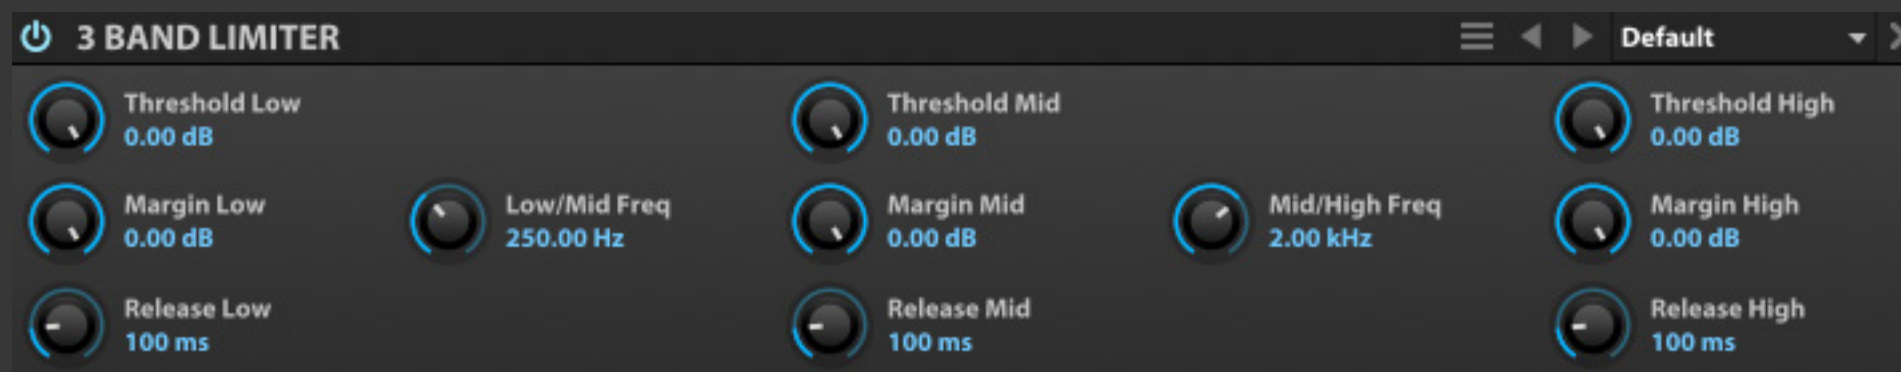 3 BAND LIMITER
Default
Threshold Low
0.00 dB
Threshold Mid
0.00 dB
Threshold High
0.00 dB
Margin Low
0.00 dB
Low/Mid Freq
250.00 Hz
Margin Mid
0.00 dB
Mid/High Freq
2.00 kHz
Margin High
0.00 dB
Release Low
100 ms
Release Mid
100 ms
Release High
100 ms